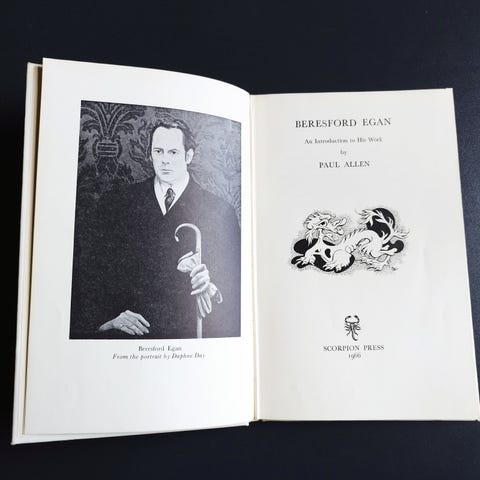 Beresford Egan
From the portrait by Daphne Day
BERESFORD EGAN
An Introduction to His Work
by
PAUL ALLEN
SCORPION PRESS
1966